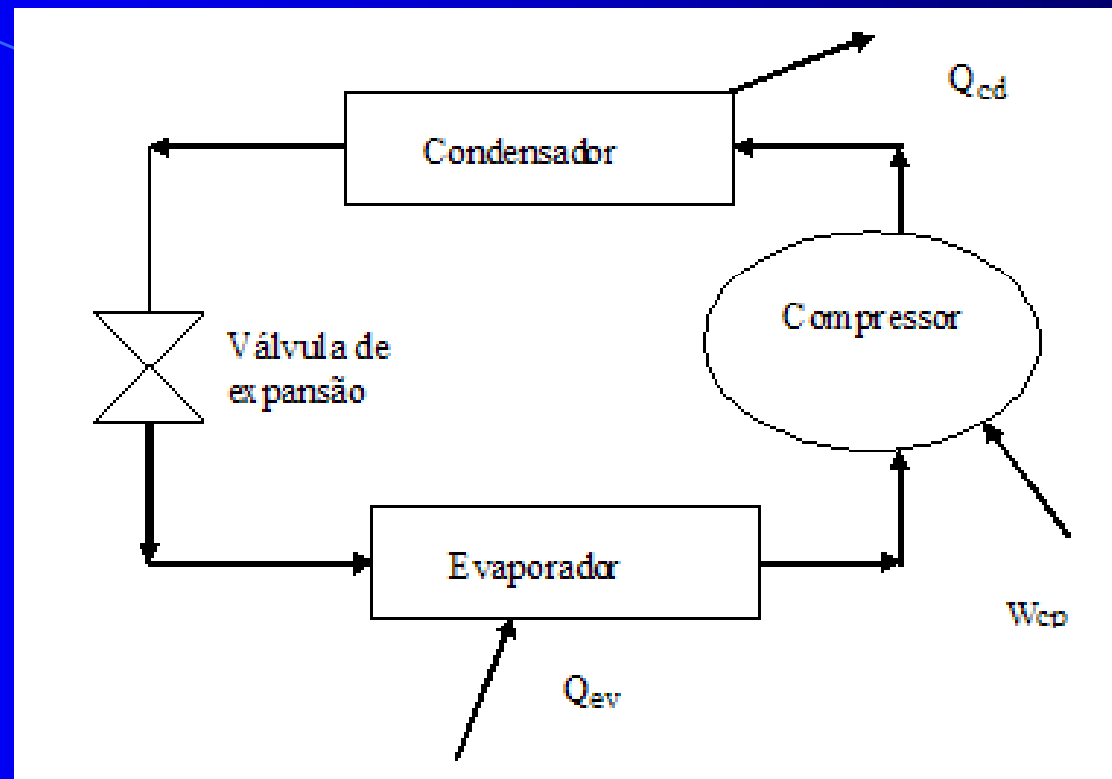 Qcd
Condensador
Compressor
Válvula de
expansão
Evaporador
Wcp
Qev